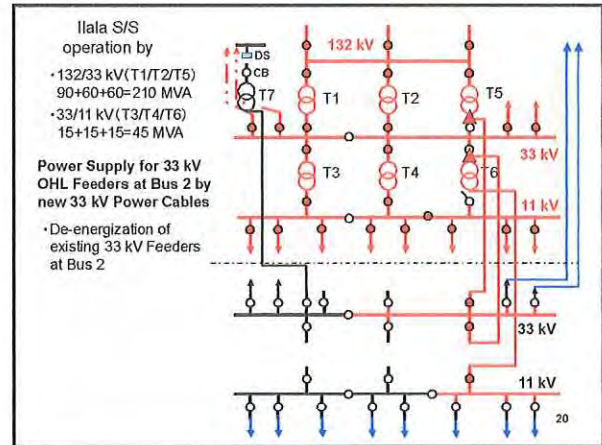 Ilala S/S
operation by
・132/33 kV(T1/T2/T5)
90+60+60=210 MVA
・33/11 kV(T3/T4/T6)
15+15+15=45 MVA
Power Supply for 33 kV
OHL Feeders at Bus 2 by
new 33 kV Power Cables
・De-energization of
existing 33 kV Feeders
at Bus 2
DS
CB
T7
132 kV
11 kV
T1
T2
T5
33 kV
T3
T4
T6
11 kV
33 kV
11 kV
20